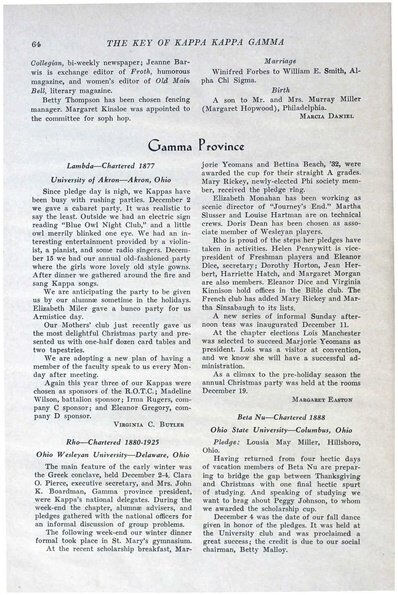 64
THE KEY OF KAPPA KAPPA GAMMA
Collegian, bi-weekly newspaper; Jeanne Bar-
wis is exchange editor of Froth, humorous
magazine, and women's editor of Old Main
Bell, literary magazine.
Betty Thompson has been chosen fencing
manager. Margaret Kinsloe was appointed to
the committee for soph hop.
Marriage
Winifred Forbes to William E. Smith, Al-
pha Chi Sigma.
Birth
A son to Mr. and Mrs. Murray Miller
(Margaret Hopwood), Philadelphia.
MARCIA DANIEL
Gamma Province
Lambda—Chartered 1877
University of Akron—Akron, Ohio
Since pledge day is nigh, we Kappas have
been busy with rushing parties. December 2
we gave a cabaret party. It was realistic to
say the least. Outside we had an electric sign
reading "Blue Owl Night Club," and a little
owl merrily blinked one eye. We had an in-
teresting entertainment provided by a violin-
ist, a pianist, and some radio singers. Decem-
ber 15 we had our annual old-fashioned party
where the girls wore lovely old style gowns.
After dinner we gathered around the fire and
sang Kappa songs.
We are anticipating the party to be given
us by our alumnæ sometime in the holidays.
Elizabeth Miler gave a bunco party for us
Armistice day.
Our Mothers' club just recently gave us
the most delightful Christmas party and pre-
sented us with one-half dozen card tables and
two tapestries.
We are adopting a new plan of having a
member of the faculty speak to us every Mon-
day after meeting.
Again this year three of our Kappas were
chosen as sponsors of the R.O.T.C.; Madeline
Wilson, battalion sponsor; Irma Rugers, com-
pany C sponsor; and Eleanor Gregory, com-
pany D sponsor.
VIRGINIA C. BUTLER
Rho—Chartered 1880-1925
Ohio Wesleyan University—Delaware, Ohio
The main feature of the early winter was
the Greek conclave, held December 2-4. Clara
O. Pierce, executive secretary, and Mrs. John
K. Boardman, Gamma province president,
were Kappa's national delegates. During the
week-end the chapter, alumnæ advisers, and
pledges gathered with the national officers for
an informal discussion of group problems.
The following week-end our winter dinner
formal took place in St. Mary's gymnasium.
At the recent scholarship breakfast, Mar-
jorie Yeomans and Bettina Beach, '32, were
awarded the cup for their straight A grades.
Mary Rickey, newly-elected Phi society mem-
ber, received the pledge ring.
Elizabeth Monahan has been working as
scenic director of "Journey's End." Martha
Slusser and Louise Hartman are on technical
crews. Doris Dean has been chosen as asso-
ciate member of Wesleyan players.
Rho is proud of the steps her pledges have
taken in activities. Helen Pennywitt is vice-
president of Freshman players and Eleanor
Dice, secretary; Dorothy Horton, Jean Her-
bert, Harriette Hatch, and Margaret Morgan
are also members. Eleanor Dice and Virginia
Kinnison hold offices in the Bible club. The
French club has added Mary Rickey and Mar-
tha Sinsabaugh to its lists.
A new series of informal Sunday after-
noon teas was inaugurated December 11.
At the chapter elections Lois Manchester
was selected to succeed Marjorie Yeomans as
president. Lois was a visitor at convention,
and we know she will have a successful ad-
ministration.
As a climax to the pre-holiday season the
annual Christmas party was held at the rooms
December 19.
MARGARET EASTON
Beta Nu—Chartered 1888
Ohio State University—Columbus, Ohio
Pledge: Lousia May Miller, Hillsboro,
Ohio.
Having returned from four hectic days
of vacation members of Beta Nu are prepar-
ing to bridge the gap between Thanksgiving
and Christmas with one final hectic spurt
of studying. And speaking of studying we
want to brag about Peggy Johnson, to whom
we awarded the scholarship cup.
December 4 was the date of our fall dance
given in honor of the pledges. It was held at
the University club and was proclaimed a
great success; the credit is due to our social
chairman, Betty Malloy.